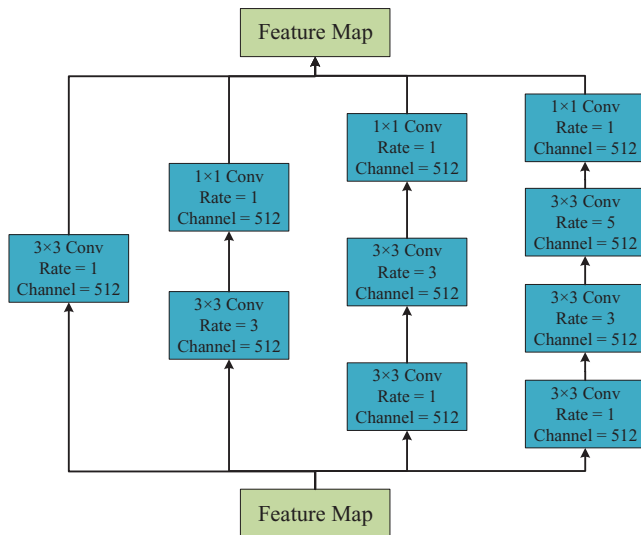 Feature Map
3×3 Conv
Rate = 1
Channel = 512
1×1 Conv
Rate = 1
Channel = 512
3×3 Conv
Rate = 3
Channel = 512
1×1 Conv
Rate = 1
Channel = 512
3×3 Conv
Rate = 3
Channel = 512
3×3 Conv
Rate = 1
Channel = 512
1×1 Conv
Rate = 1
Channel = 512
3×3 Conv
Rate = 5
Channel = 512
3×3 Conv
Rate = 3
Channel = 512
3×3 Conv
Rate = 1
Channel = 512
Feature Map